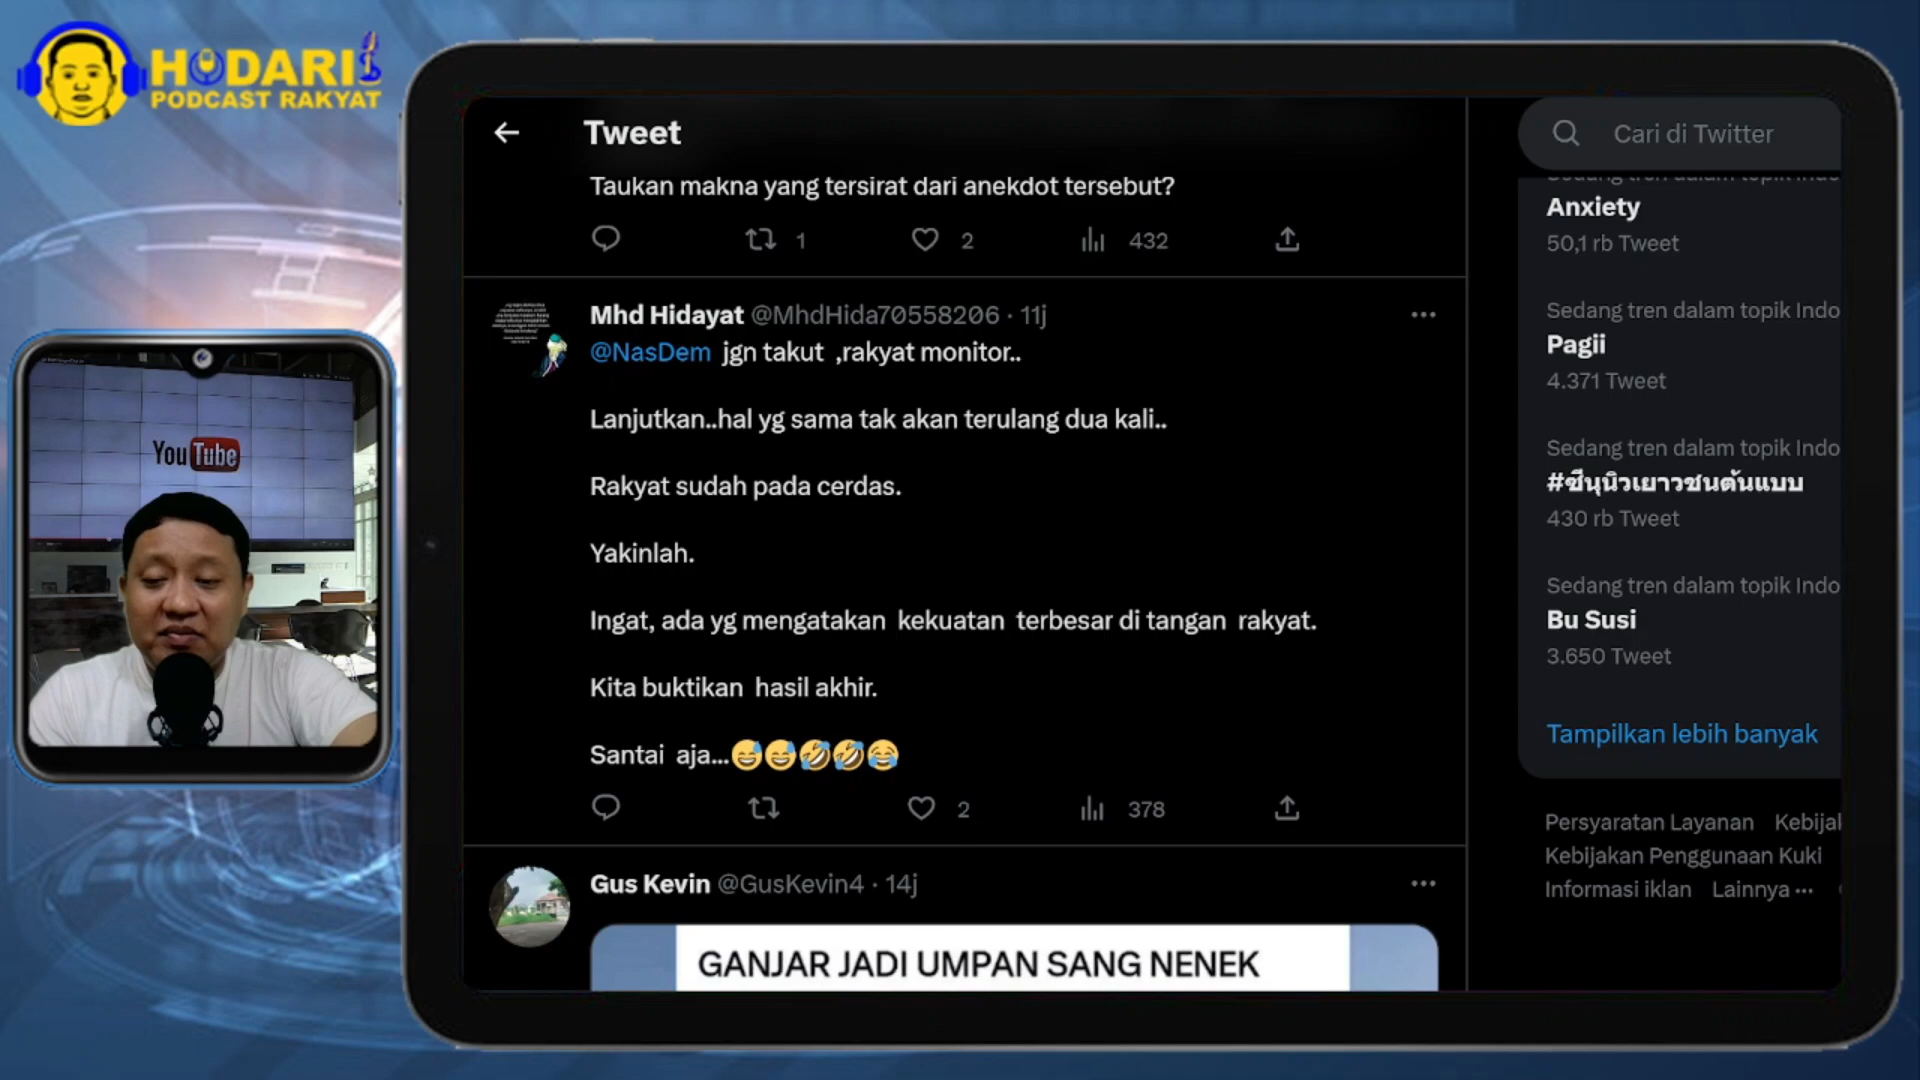 HODARI
PODCAST RAKYAT
YouTube
Tweet
Taukan makna yang tersirat dari anekdot tersebut?
1 2 432
Mhd Hidayat @MhdHida70558206 · 11j
@NasDem jgn takut ,rakyat monitor..
Lanjutkan..hal yg sama tak akan terulang dua kali..
Rakyat sudah pada cerdas.
Yakinlah.
Ingat, ada yg mengatakan kekuatan terbesar di tangan rakyat.
Kita buktikan hasil akhir.
Santai aja...😅😅🤣🤣😂
2 378
Gus Kevin @GusKevin4 · 14j
GANJAR JADI UMPAN SANG NENEK
Cari di Twitter
Sedang tren dalam topik Indo
Anxiety
50,1 rb Tweet
Sedang tren dalam topik Indo
Pagii
4.371 Tweet
Sedang tren dalam topik Indo
#ซีนุนิวเยาวชนต้นแบบ
430 rb Tweet
Sedang tren dalam topik Indo
Bu Susi
3.650 Tweet
Tampilkan lebih banyak
Persyaratan Layanan Kebijak
Kebijakan Penggunaan Kuki
Informasi iklan Lainnya ···